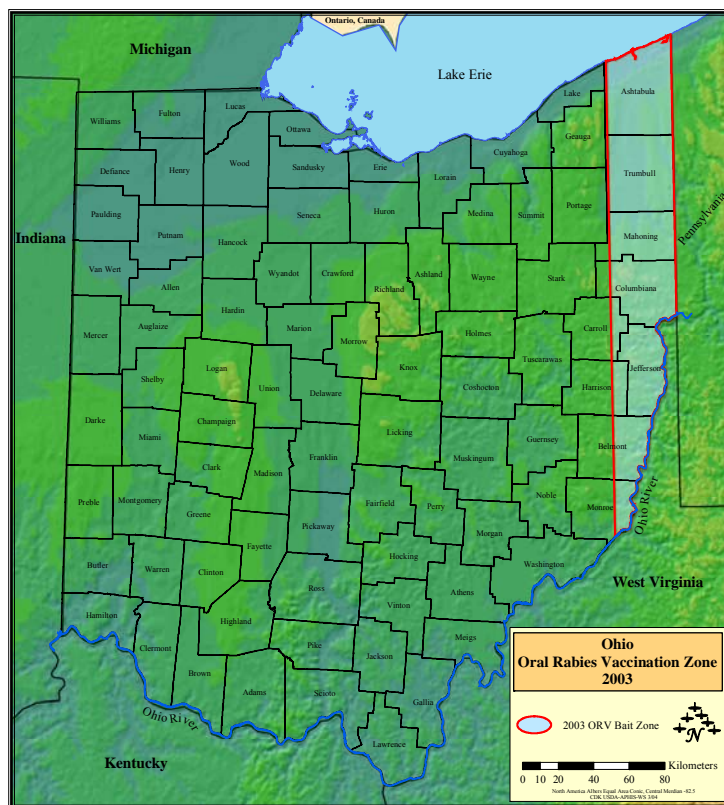 Ontario, Canada
Michigan
Lake Erie
Lake
Ashtabula
Lucas
Fulton
Williams
Ottawa
Geauga
Cuyahoga
Wood
Sandusky
Erie
Lorain
Defiance
Henry
Trumbull
Portage
Medina
Summit
Paulding
Seneca
Huron
Pennsylvania
Indiana
Putnam
Hancock
Mahoning
Van Wert
Wyandot
Crawford
Richland
Ashland
Wayne
Stark
Columbiana
Allen
Hardin
Mercer
Auglaize
Marion
Morrow
Holmes
Carroll
Tuscarawas
Knox
Jefferson
Logan
Shelby
Union
Delaware
Coshocton
Harrison
Darke
Champaign
Licking
Guernsey
Belmont
Miami
Franklin
Muskingum
Clark
Madison
Preble
Montgomery
Fairfield
Perry
Noble
Monroe
Ohio River
Greene
Pickaway
Morgan
Fayette
Hocking
Washington
Butler
Warren
Clinton
Ross
Athens
West Virginia
Vinton
Hamilton
Highland
Meigs
Clermont
Pike
Jackson
Brown
Adams
Scioto
Gallia
Ohio River
Lawrence
Kentucky
Ohio
Oral Rabies Vaccination Zone
2003
2003 ORV Bait Zone
N
Kilometers
0 10 20 40 60 80
North America Albers Equal Area Conic, Central Meridian -82.5
CDK USDA-APHIS-WS 3/04